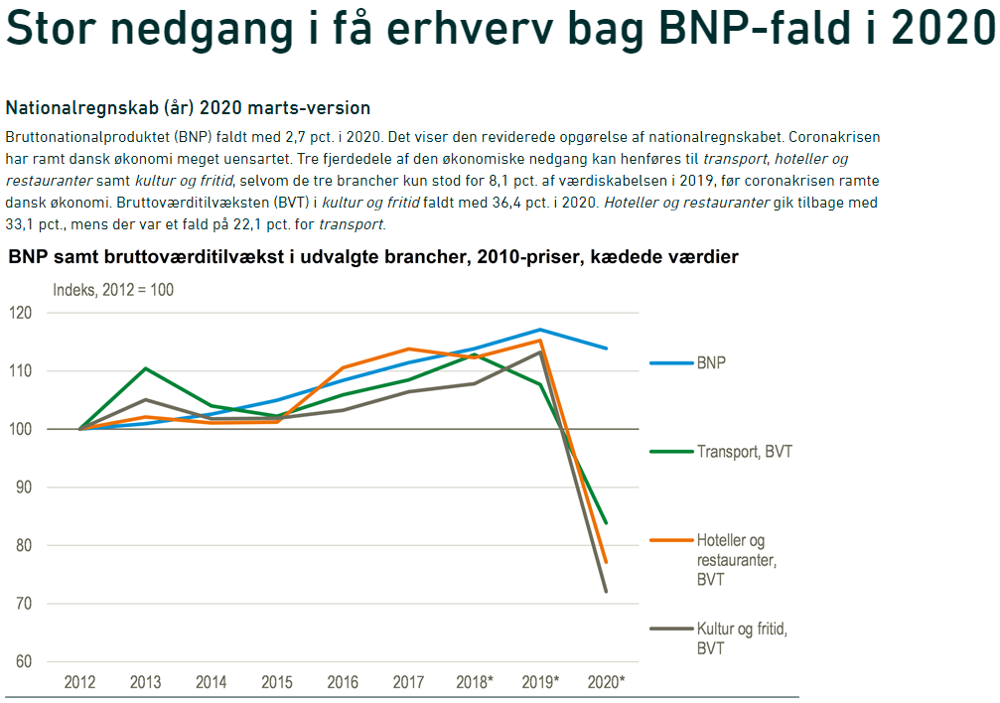 Stor nedgang i få erhverv bag BNP-fald i 2020
Nationalregnskab (år) 2020 marts-version
Bruttonationalproduktet (BNP) faldt med 2,7 pct. i 2020. Det viser den reviderede opgørelse af nationalregnskabet. Coronakrisen
har ramt dansk økonomi meget uensartet. Tre fjerdedele af den økonomiske nedgang kan henføres til transport, hoteller og
restauranter samt kultur og fritid, selvom de tre brancher kun stod for 8,1 pct. af værdiskabelsen i 2019, før coronakrisen ramte
dansk økonomi. Bruttoværditilvæksten (BVT) i kultur og fritid faldt med 36,4 pct. i 2020. Hoteller og restauranter gik tilbage med
33,1 pct., mens der var et fald på 22,1 pct. for transport.
BNP samt bruttoværditilvækst i udvalgte brancher, 2010-priser, kædede værdier
Indeks, 2012 = 100
120
110
100
90
80
70
60
2012 2013 2014 2015 2016 2017 2018* 2019* 2020*
BNP
Transport, BVT
Hoteller og
restauranter,
BVT
Kultur og fritid,
BVT